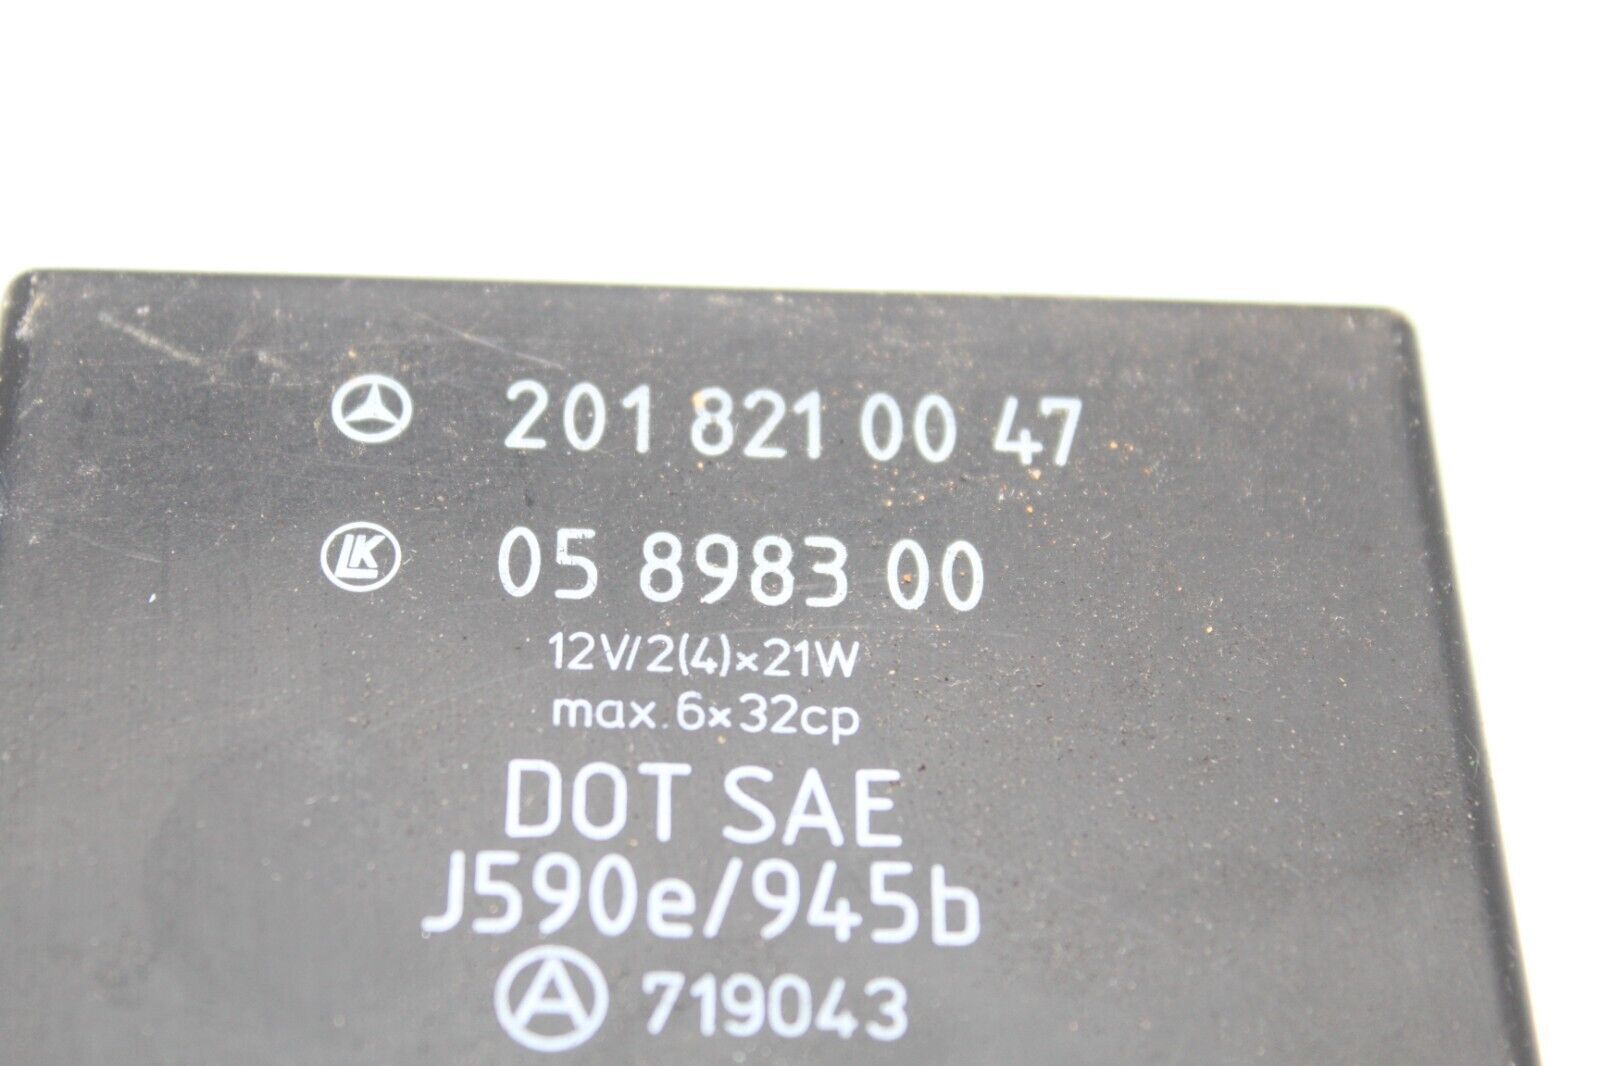 201 821 00 47
LK 05 8983 00
12V/2(4)×21W
max. 6×32cp
DOT SAE
J590e/945b
A 719043